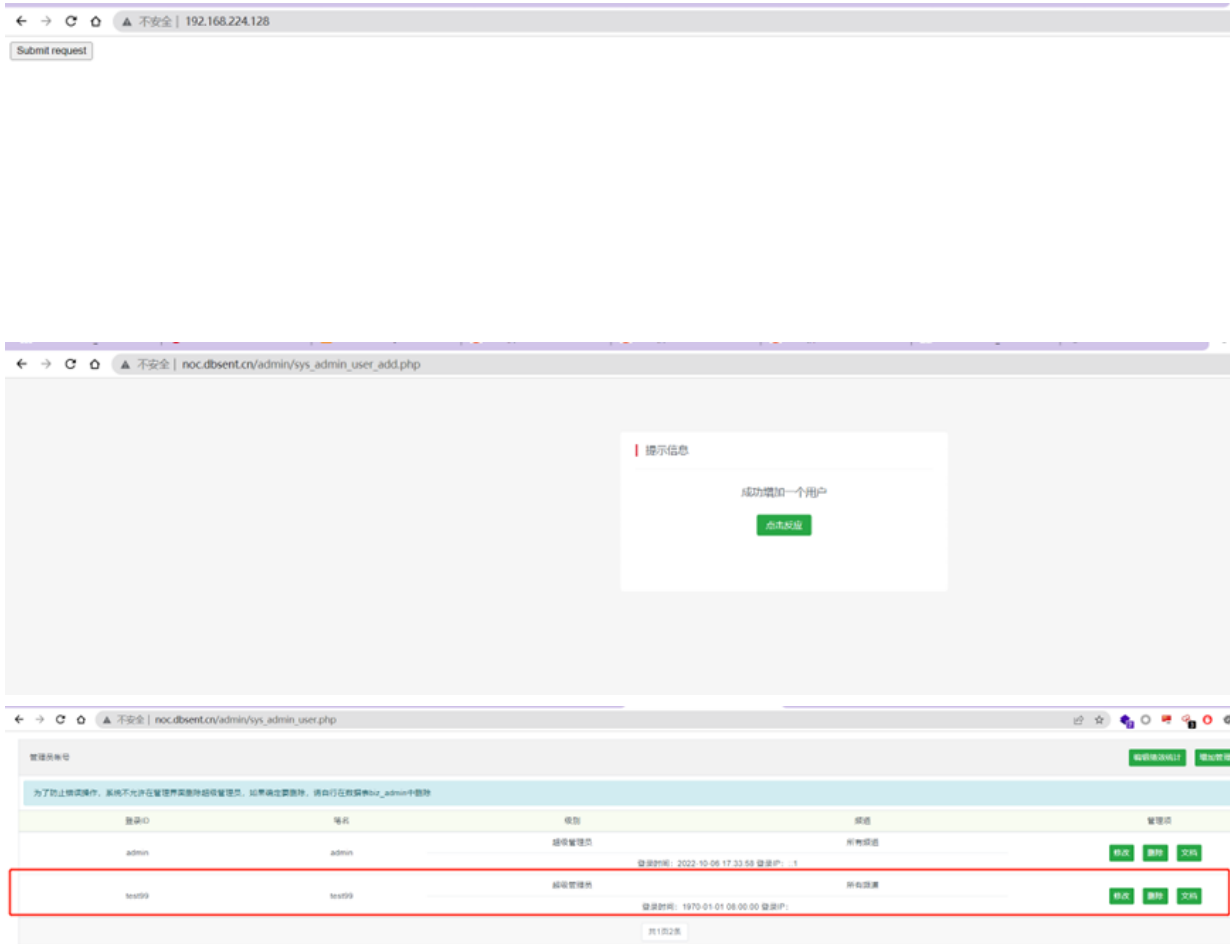 不安全 | 192.168.224.128
Submit request
不安全 | noc.dbsent.cn/admin/sys_admin_user_add.php
提示信息
成功增加一个用户
点击反应
不安全 | noc.dbsent.cn/admin/sys_admin_user.php
管理员帐号
编辑绩效统计 增加管理
为了防止错误操作，系统不允许在管理界面删除超级管理员，如果确定要删除，请自行在数据表biz_admin中删除
登录ID 笔名 级别 频道 管理项
超级管理员 所有频道
admin admin 修改 删除 文档
登录时间：2022-10-06 17:33:58 登录IP：::1
超级管理员 所有频道
test99 test99 修改 删除 文档
登录时间：1970-01-01 08:00:00 登录IP：
共1页2条